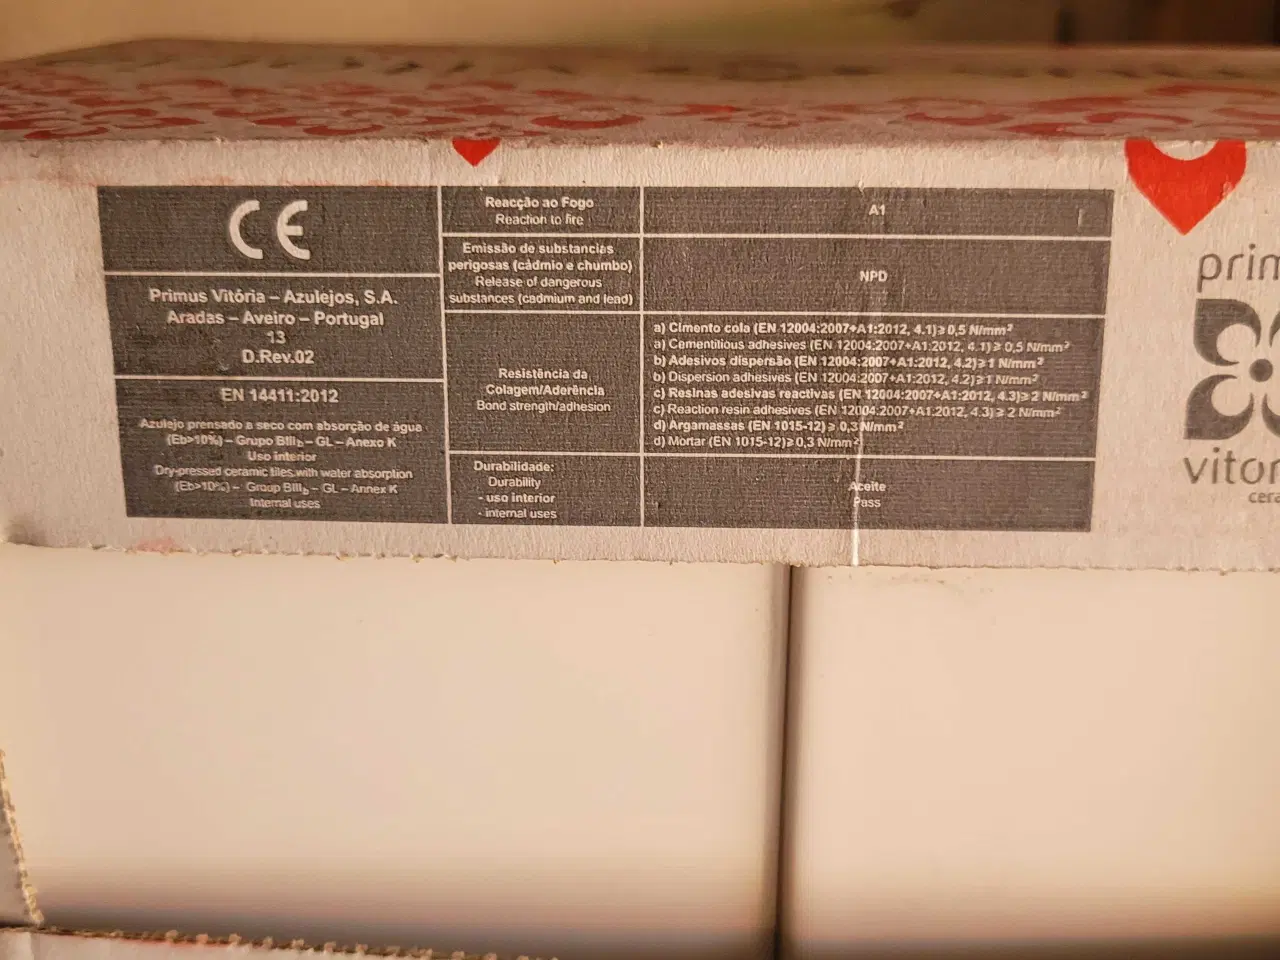 CE
Primus Vitória – Azulejos, S.A.
Aradas – Aveiro – Portugal
13
D.Rev.02
EN 14411:2012
Azulejo prensado a seco com absorção de água
(Eb>10%) – Grupo BIIIb – GL – Anexo K
Uso interior
Dry-pressed ceramic tiles with water absorption
(Eb>10%) – Group BIIIb – GL – Annex K
Internal uses
Reacção ao Fogo
Reaction to fire
A1
Emissão de substancias
perigosas (cádmio e chumbo)
Release of dangerous
substances (cadmium and lead)
NPD
Resistência da
Colagem/Aderência
Bond strength/adhesion
a) Cimento cola (EN 12004:2007+A1:2012, 4.1)≥0,5 N/mm²
a) Cementitious adhesives (EN 12004:2007+A1:2012, 4.1)≥ 0,5 N/mm²
b) Adesivos dispersão (EN 12004:2007+A1:2012, 4.2)≥1 N/mm²
b) Dispersion adhesives (EN 12004:2007+A1:2012, 4.2)≥1 N/mm²
c) Resinas adesivas reactivas (EN 12004:2007+A1:2012, 4.3)≥ 2 N/mm²
c) Reaction resin adhesives (EN 12004:2007+A1:2012, 4.3)≥ 2 N/mm²
d) Argamassas (EN 1015-12)≥ 0,3 N/mm²
d) Mortar (EN 1015-12)≥0,3 N/mm²
Durabilidade:
Durability
- uso interior
- internal uses
Aceite
Pass
prim
vitor
cera